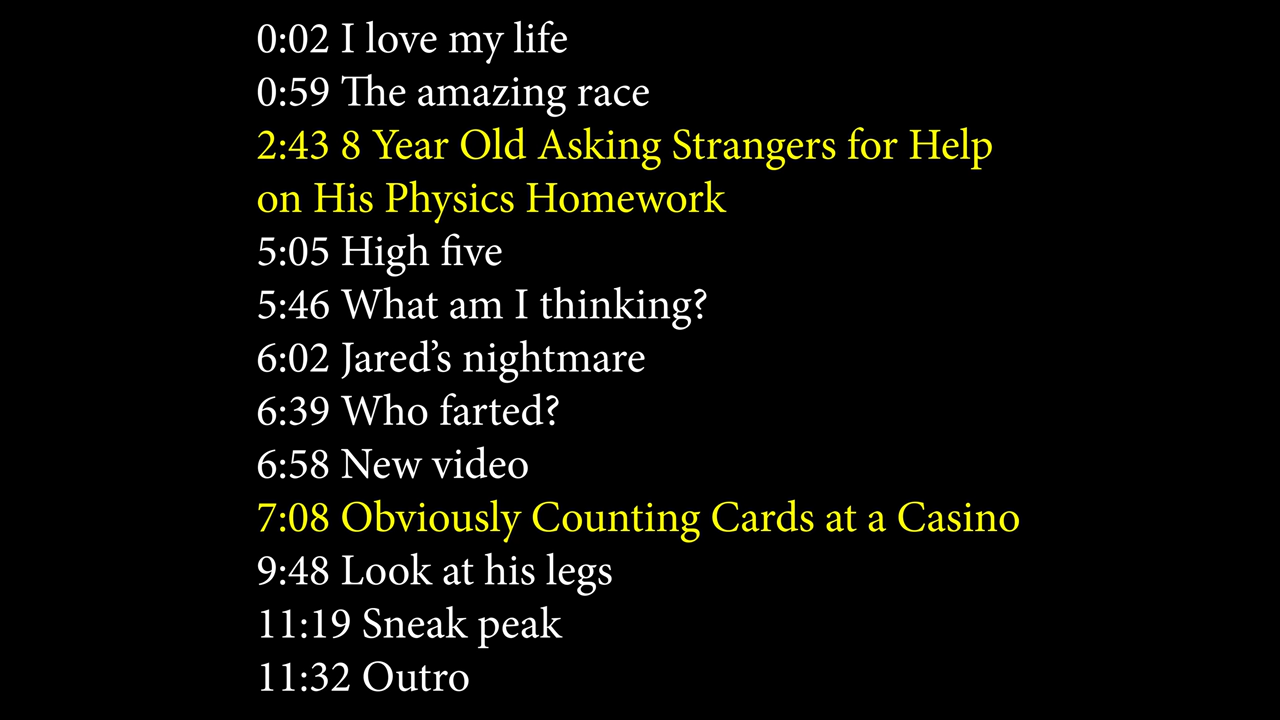 0:02 I love my life
0:59 The amazing race
2:43 8 Year Old Asking Strangers for Help
on His Physics Homework
5:05 High five
5:46 What am I thinking?
6:02 Jared’s nightmare
6:39 Who farted?
6:58 New video
7:08 Obviously Counting Cards at a Casino
9:48 Look at his legs
11:19 Sneak peak
11:32 Outro